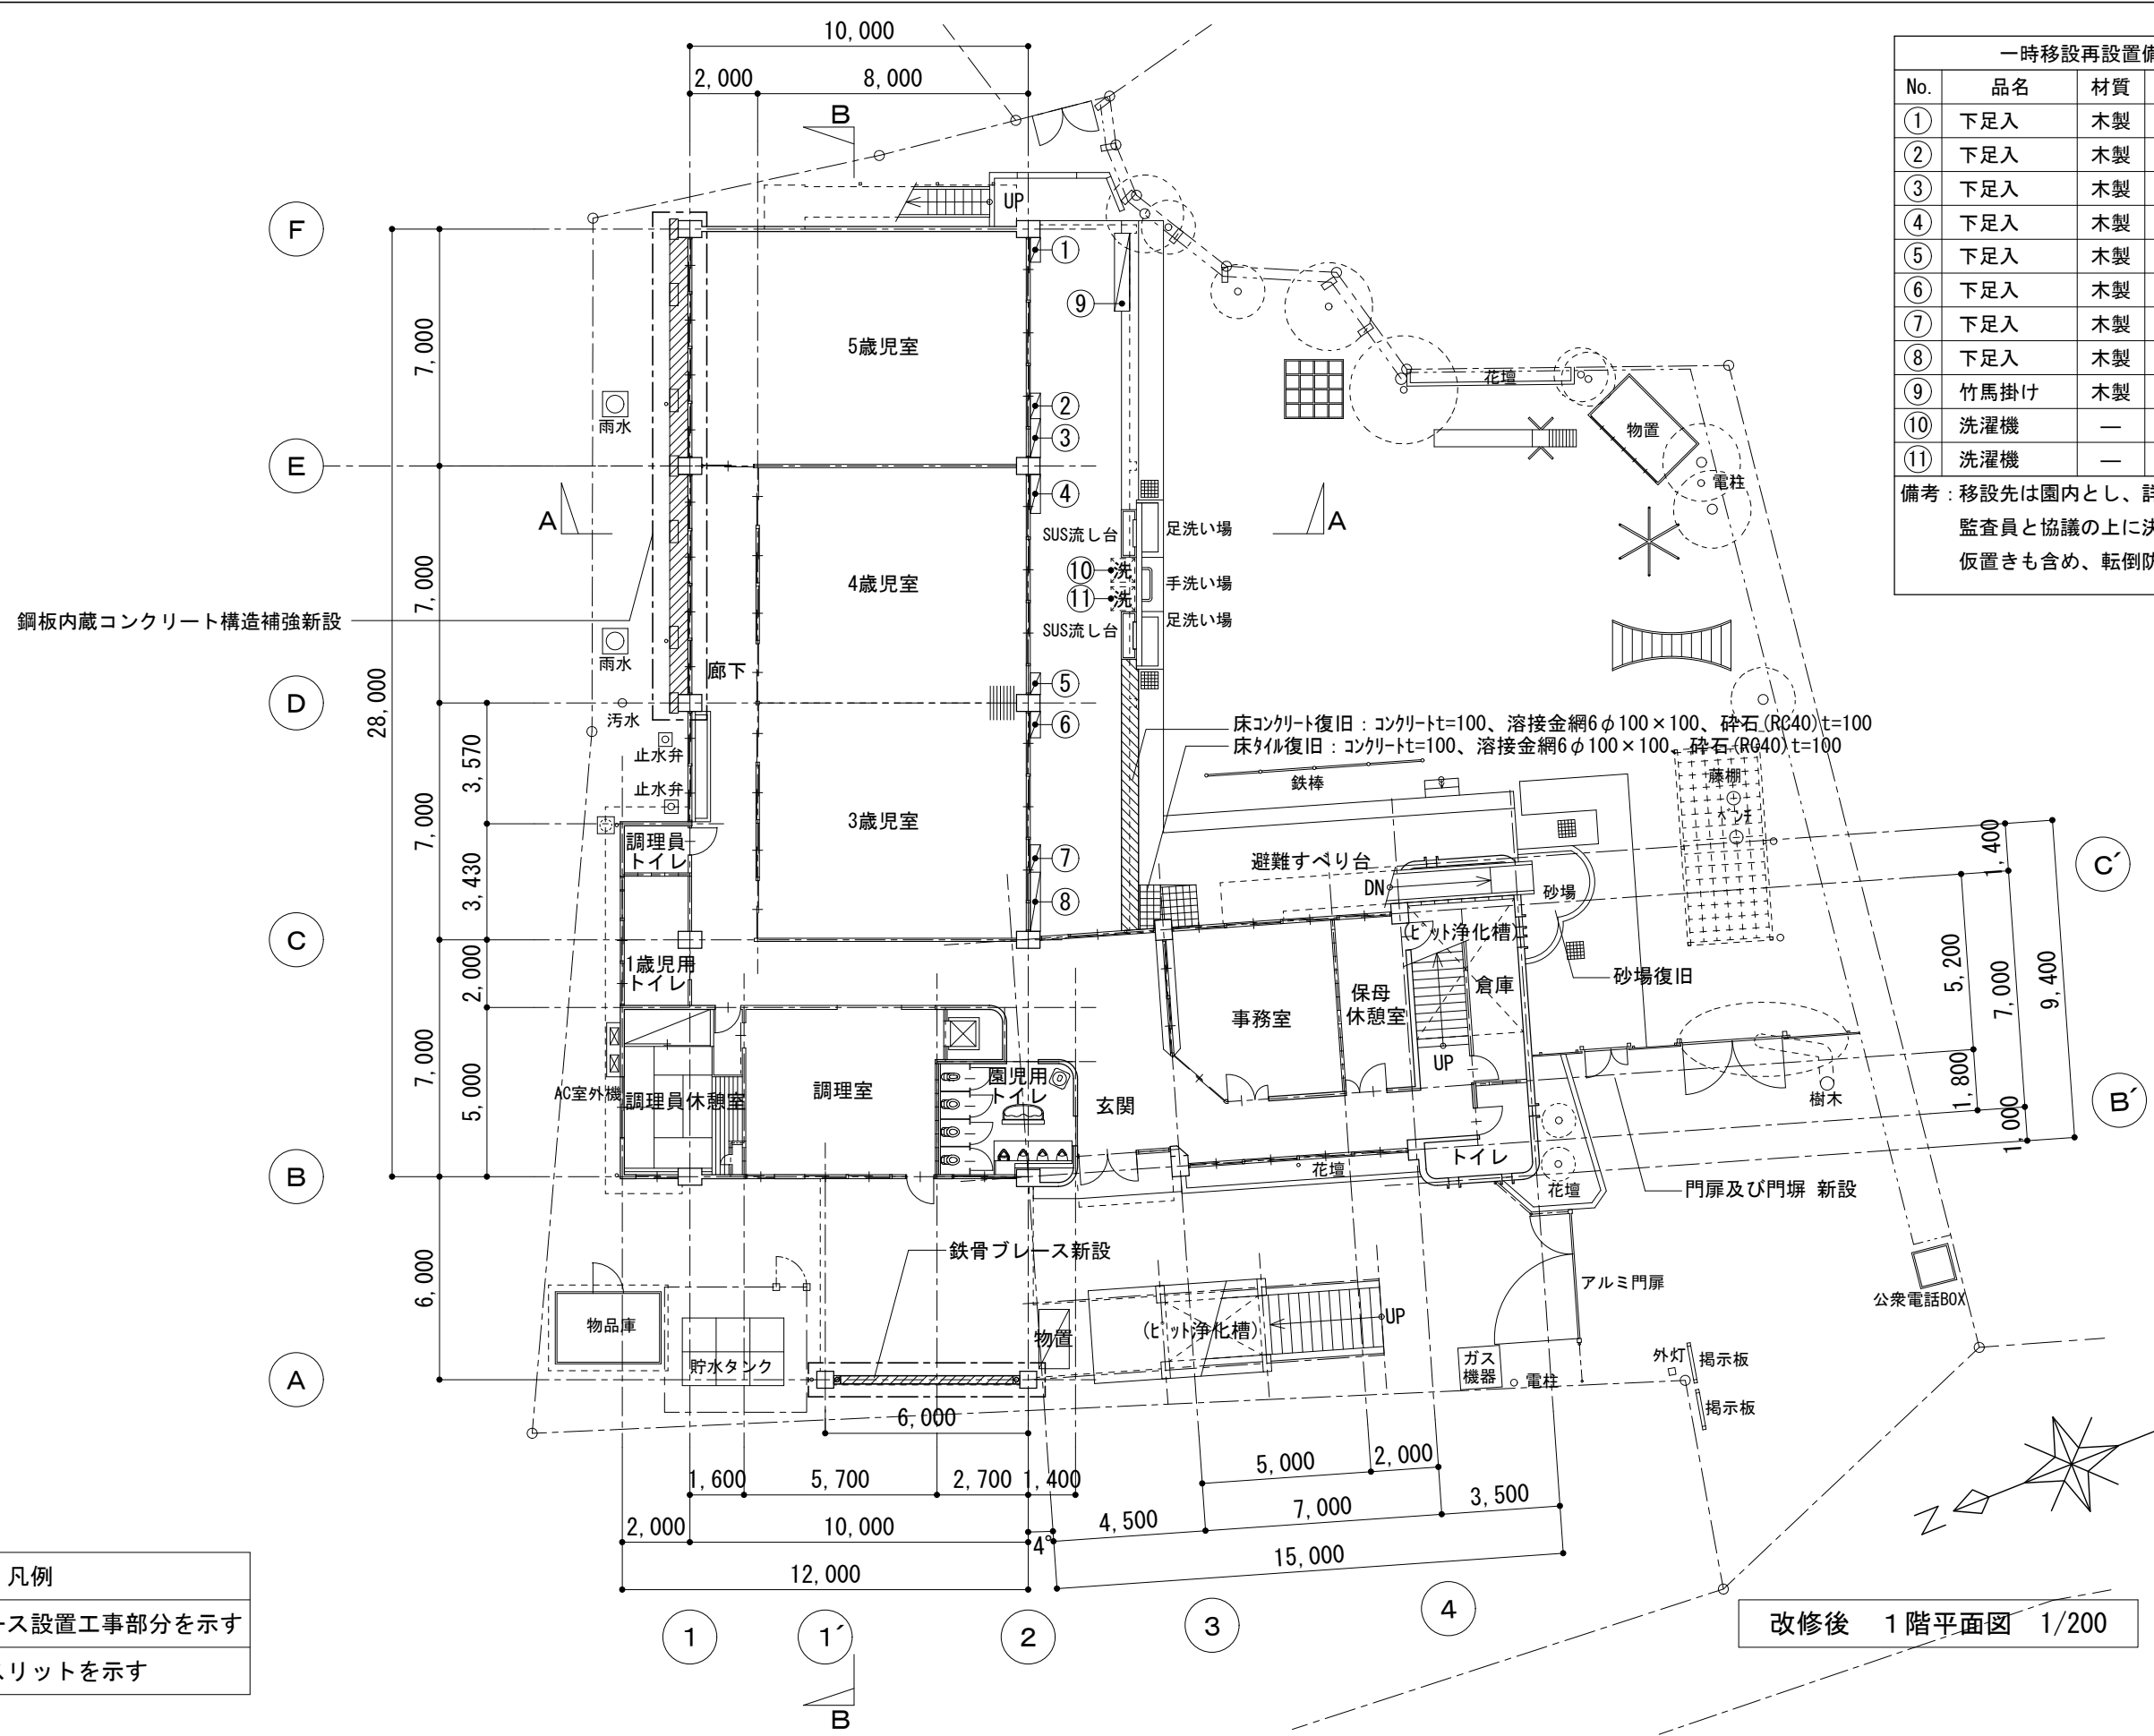 10,000
2,000
8,000
B
UP
F
E
D
C
B
A
28,000
7,000
7,000
7,000
7,000
6,000
3,570
3,430
2,000
5,000
①
②
③
④
⑤
⑥
⑦
⑧
⑨
⑩ 洗
⑪ 洗
5歳児室
4歳児室
3歳児室
廊下
雨水
雨水
汚水
止水弁
止水弁
A
A
鋼板内蔵コンクリート構造補強新設
SUS流し台
SUS流し台
足洗い場
手洗い場
足洗い場
花壇
物置
電柱
床コンクリート復旧：コンクリートt=100、溶接金網6φ100×100、砕石(RC40)t=100
床タイル復旧：コンクリートt=100、溶接金網6φ100×100、砕石(RC40)t=100
鉄棒
藤棚
ベンチ
避難すべり台
DN
砂場
砂場復旧
(ピット浄化槽)
倉庫
保母
休憩室
事務室
UP
調理員
トイレ
1歳児用
トイレ
AC室外機
調理員休憩室
調理室
園児用
トイレ
玄関
トイレ
花壇
花壇
樹木
門扉及び門塀 新設
1,400
5,200
7,000
9,400
1,800
1,000
C´
B´
鉄骨ブレース新設
物品庫
貯水タンク
物置
(ピット浄化槽)
UP
アルミ門扉
公衆電話BOX
ガス
機器
電柱
外灯
掲示板
掲示板
6,000
1,600
5,700
2,700
1,400
2,000
10,000
12,000
4°
5,000
2,000
4,500
7,000
3,500
15,000
1
1´
2
3
4
B
N
一時移設再設置備
No. 品名 材質
① 下足入 木製
② 下足入 木製
③ 下足入 木製
④ 下足入 木製
⑤ 下足入 木製
⑥ 下足入 木製
⑦ 下足入 木製
⑧ 下足入 木製
⑨ 竹馬掛け 木製
⑩ 洗濯機 —
⑪ 洗濯機 —
備考：移設先は園内とし、詳
監査員と協議の上に決
仮置きも含め、転倒防
凡例
ース設置工事部分を示す
スリットを示す
改修後 1階平面図 1/200